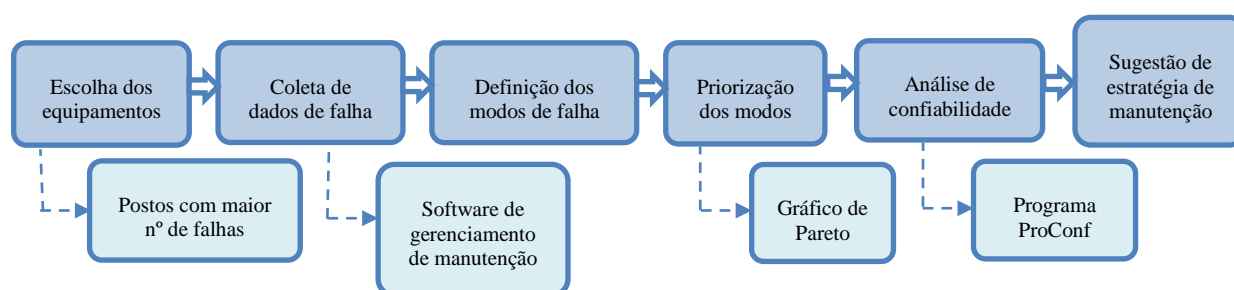 Escolha dos
equipamentos
Coleta de
dados de falha
Definição dos
modos de falha
Priorização
dos modos
Análise de
confiabilidade
Sugestão de
estratégia de
manutenção
Postos com maior
nº de falhas
Software de
gerenciamento
de manutenção
Gráfico de
Pareto
Programa
ProConf